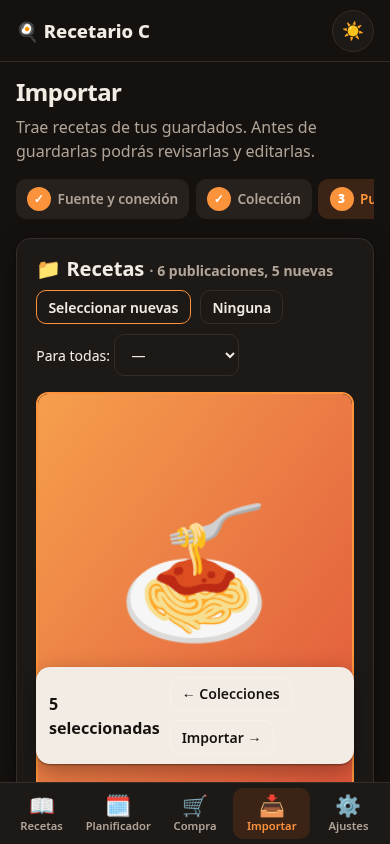 Recetario C
Importar
Trae recetas de tus guardados. Antes de
guardarlas podrás revisarlas y editarlas.
✓ Fuente y conexión ✓ Colección 3 Pu
Recetas · 6 publicaciones, 5 nuevas
Seleccionar nuevas Ninguna
Para todas: —
5
seleccionadas
← Colecciones
Importar →
Recetas Planificador Compra Importar Ajustes